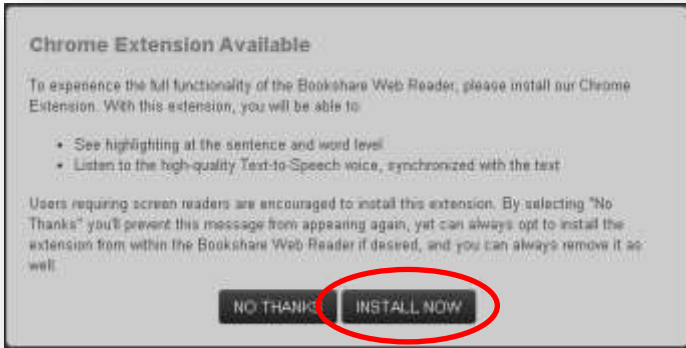 Chrome Extension Available
To experience the full functionality of the Bookshare Web Reader, please install our Chrome
Extension. With this extension, you will be able to:
• See highlighting at the sentence and word level
• Listen to the high-quality Text-to-Speech voice, synchronized with the text
Users requiring screen readers are encouraged to install this extension. By selecting "No
Thanks" you'll prevent this message from appearing again, yet can always opt to install the
extension from within the Bookshare Web Reader if desired, and you can always remove it as
well.
NO THANKS INSTALL NOW